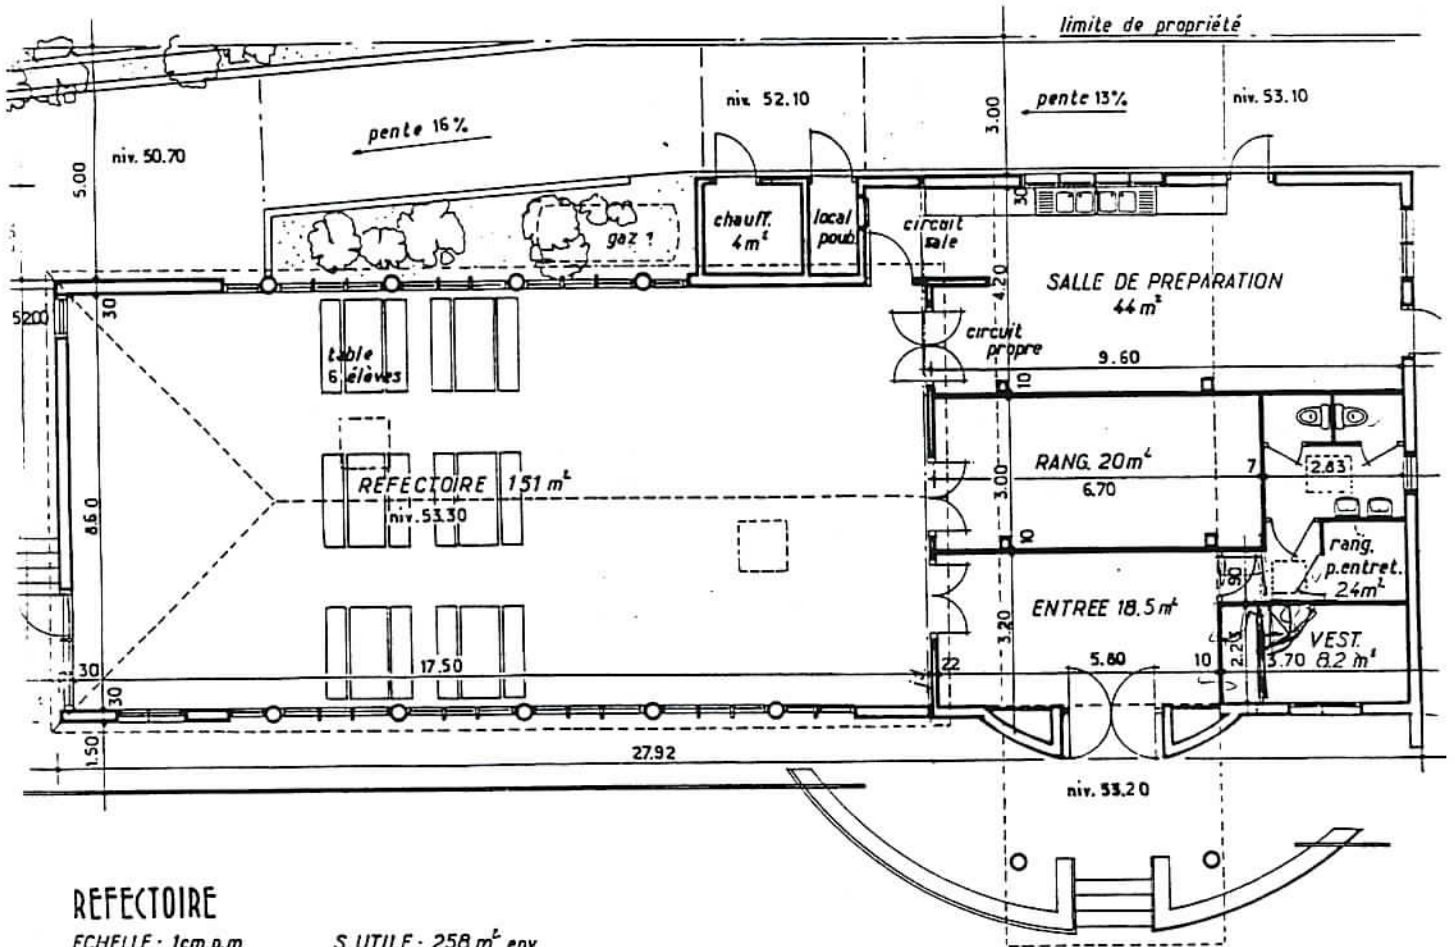 limite de propriété
niv. 52.10
pente 13%
niv. 53.10
3.00
pente 16%
niv. 50.70
5.00
chauff.
4 m²
local
poub.
circuit
sale
30
gaz
4.20
SALLE DE PREPARATION
44 m²
5200
30
circuit
propre
9.60
table
6 élèves
10
RANG. 20 m²
6.70
7
2.83
REFECTOIRE 151 m²
niv. 53.30
3.00
8.60
10
rang.
p.entret.
24m²
90
ENTREE 18.5 m²
3.20
VEST.
8.2 m²
2.20
3.70
30
17.50
22
5.80
10
30
1.50
27.92
niv. 53.20
REFECTOIRE
ECHELLE : 1cm p.m
S. UTILE : 258 m² env.